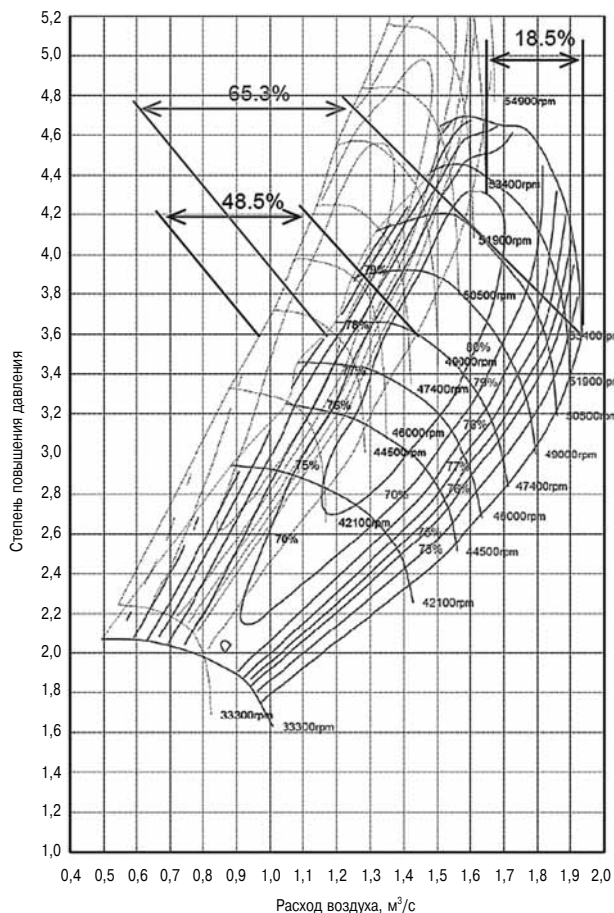 5,2
5,0
4,8
4,6
4,4
4,2
4,0
3,8
3,6
3,4
3,2
3,0
2,8
2,6
2,4
2,2
2,0
1,8
1,6
1,4
1,2
1,0
Степень повышения давления
18.5%
65.3%
48.5%
54900rpm
53400rpm
51900rpm
50500rpm
49000rpm
47400rpm
46000rpm
44500rpm
42100rpm
33300rpm
79%
78%
77%
76%
75%
70%
80%
79%
78%
77%
76%
75%
73%
70%
53400rpm
51900rpm
50500rpm
49000rpm
47400rpm
46000rpm
44500rpm
42100rpm
33300rpm
0,4 0,5 0,6 0,7 0,8 0,9 1,0 1,1 1,2 1,3 1,4 1,5 1,6 1,7 1,8 1,9 2,0
Расход воздуха, м³/с